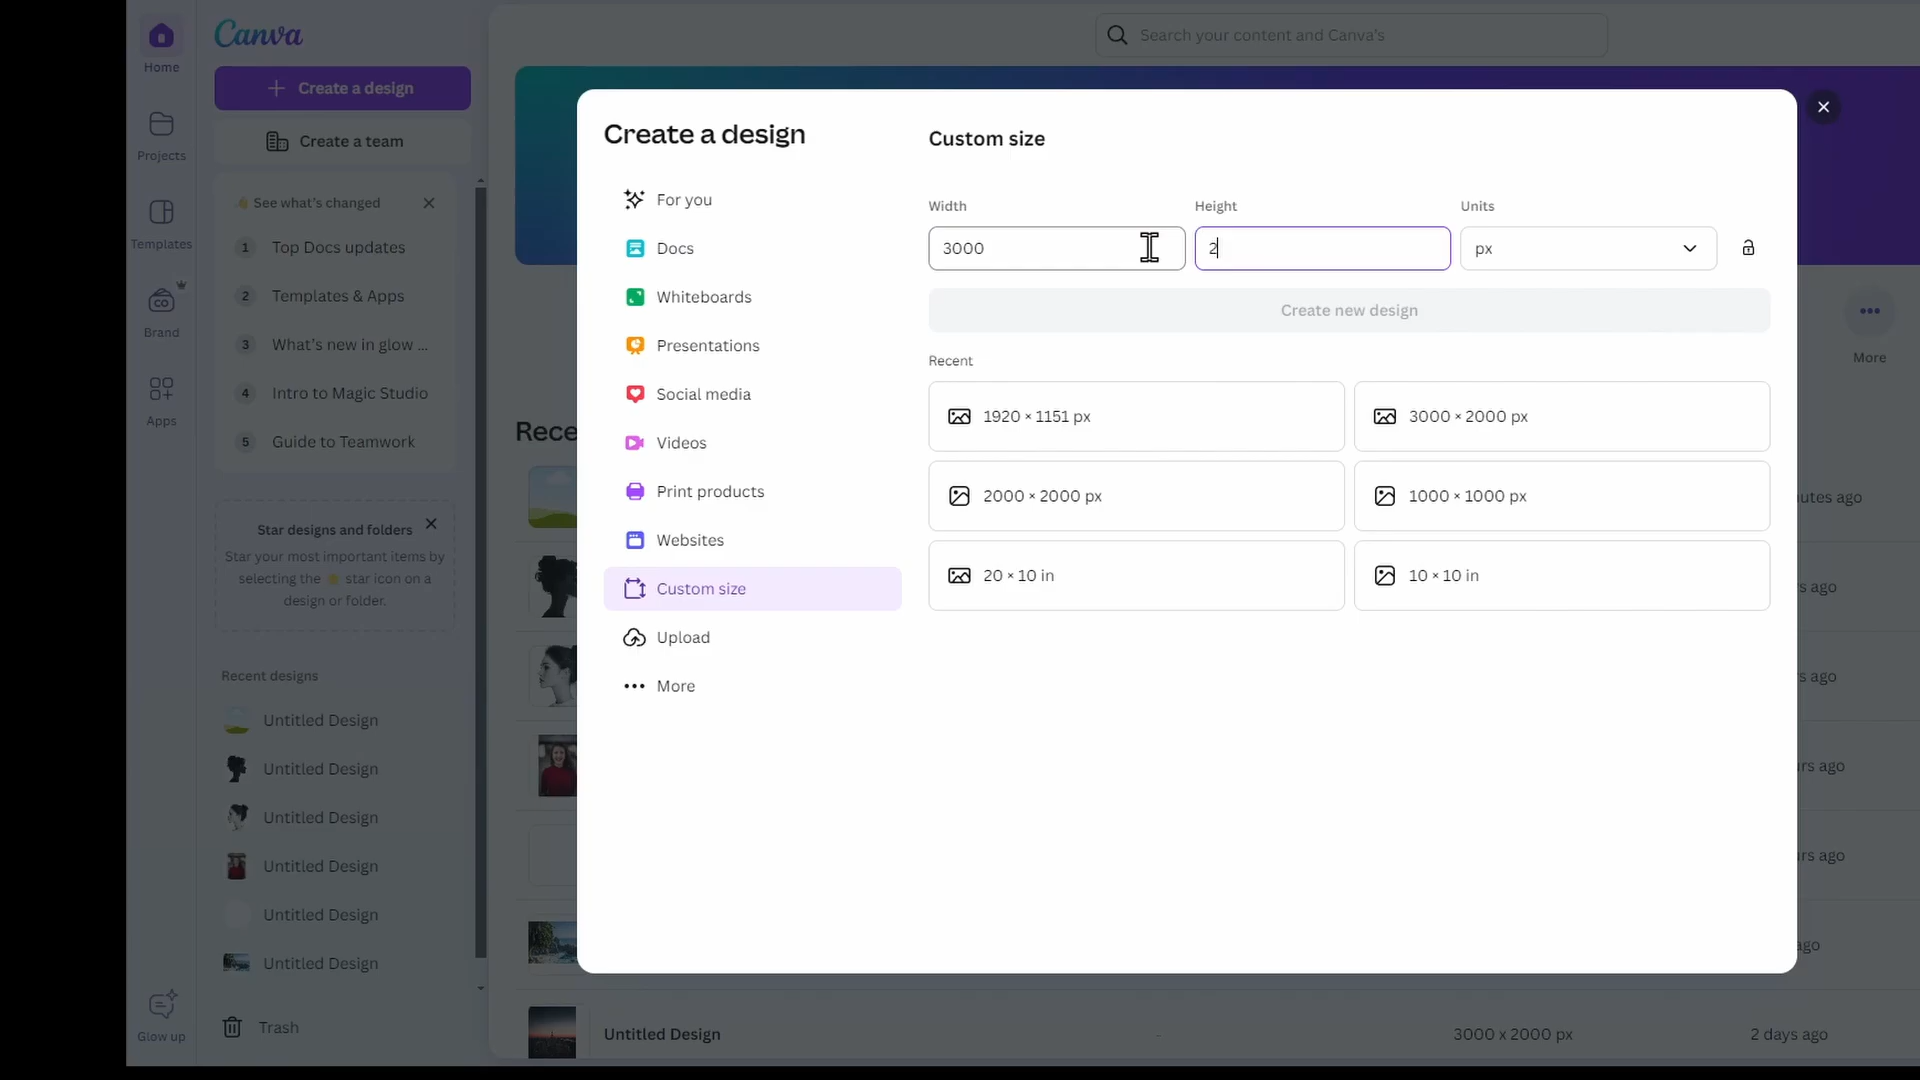 Canva
Search your content and Canva's
Home
Create a design
Create a team
Projects
See what's changed
1 Top Docs updates
Templates
2 Templates & Apps
CO
Brand
3 What's new in glow ...
4 Intro to Magic Studio
Apps
5 Guide to Teamwork
Star designs and folders
Star your most important items by
selecting the star icon on a
design or folder.
Recent designs
Untitled Design
Untitled Design
Untitled Design
Untitled Design
Untitled Design
Untitled Design
Glow up
Trash
Create a design
For you
Docs
Whiteboards
Presentations
Social media
Videos
Print products
Websites
Custom size
Upload
More
Custom size
Width Height Units
3000 2 px
Create new design
Recent
1920 × 1151 px 3000 × 2000 px
2000 × 2000 px 1000 × 1000 px
20 × 10 in 10 × 10 in
More
Rece
utes ago
s ago
s ago
urs ago
urs ago
ago
Untitled Design - 3000 x 2000 px 2 days ago